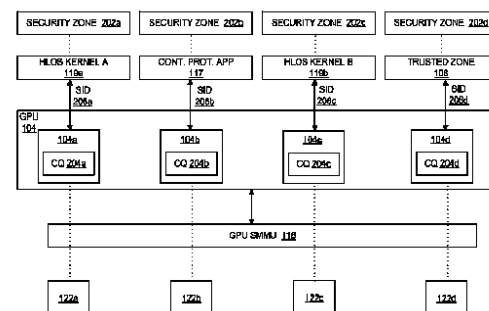 SECURITY ZONE 202a
SECURITY ZONE 202b
SECURITY ZONE 202c
SECURITY ZONE 202d
HLOS KERNEL A
119a
CONT. PROT. APP
117
HLOS KERNEL B
119b
TRUSTED ZONE
108
SID
206a
SID
206b
SID
206c
SID
206d
GPU
104
104a
104b
104c
104d
CQ 204a
CQ 204b
CQ 204c
CQ 204d
GPU SMMU 116
122a
122b
122c
122d